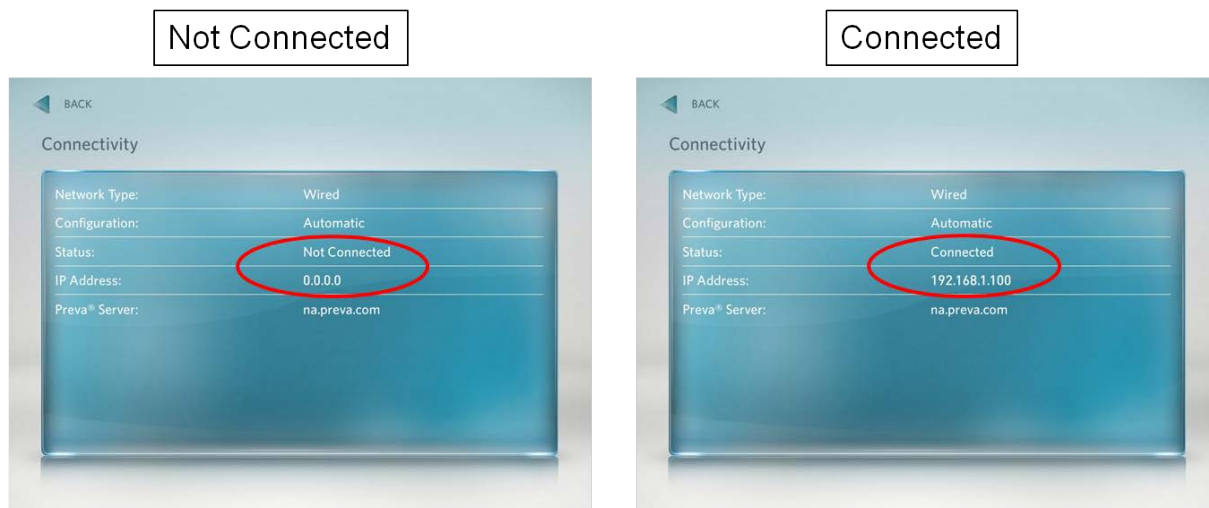 Not Connected
BACK
Connectivity
Network Type: Wired
Configuration: Automatic
Status: Not Connected
IP Address: 0.0.0.0
Preva® Server: na.preva.com
Connected
BACK
Connectivity
Network Type: Wired
Configuration: Automatic
Status: Connected
IP Address: 192.168.1.100
Preva® Server: na.preva.com